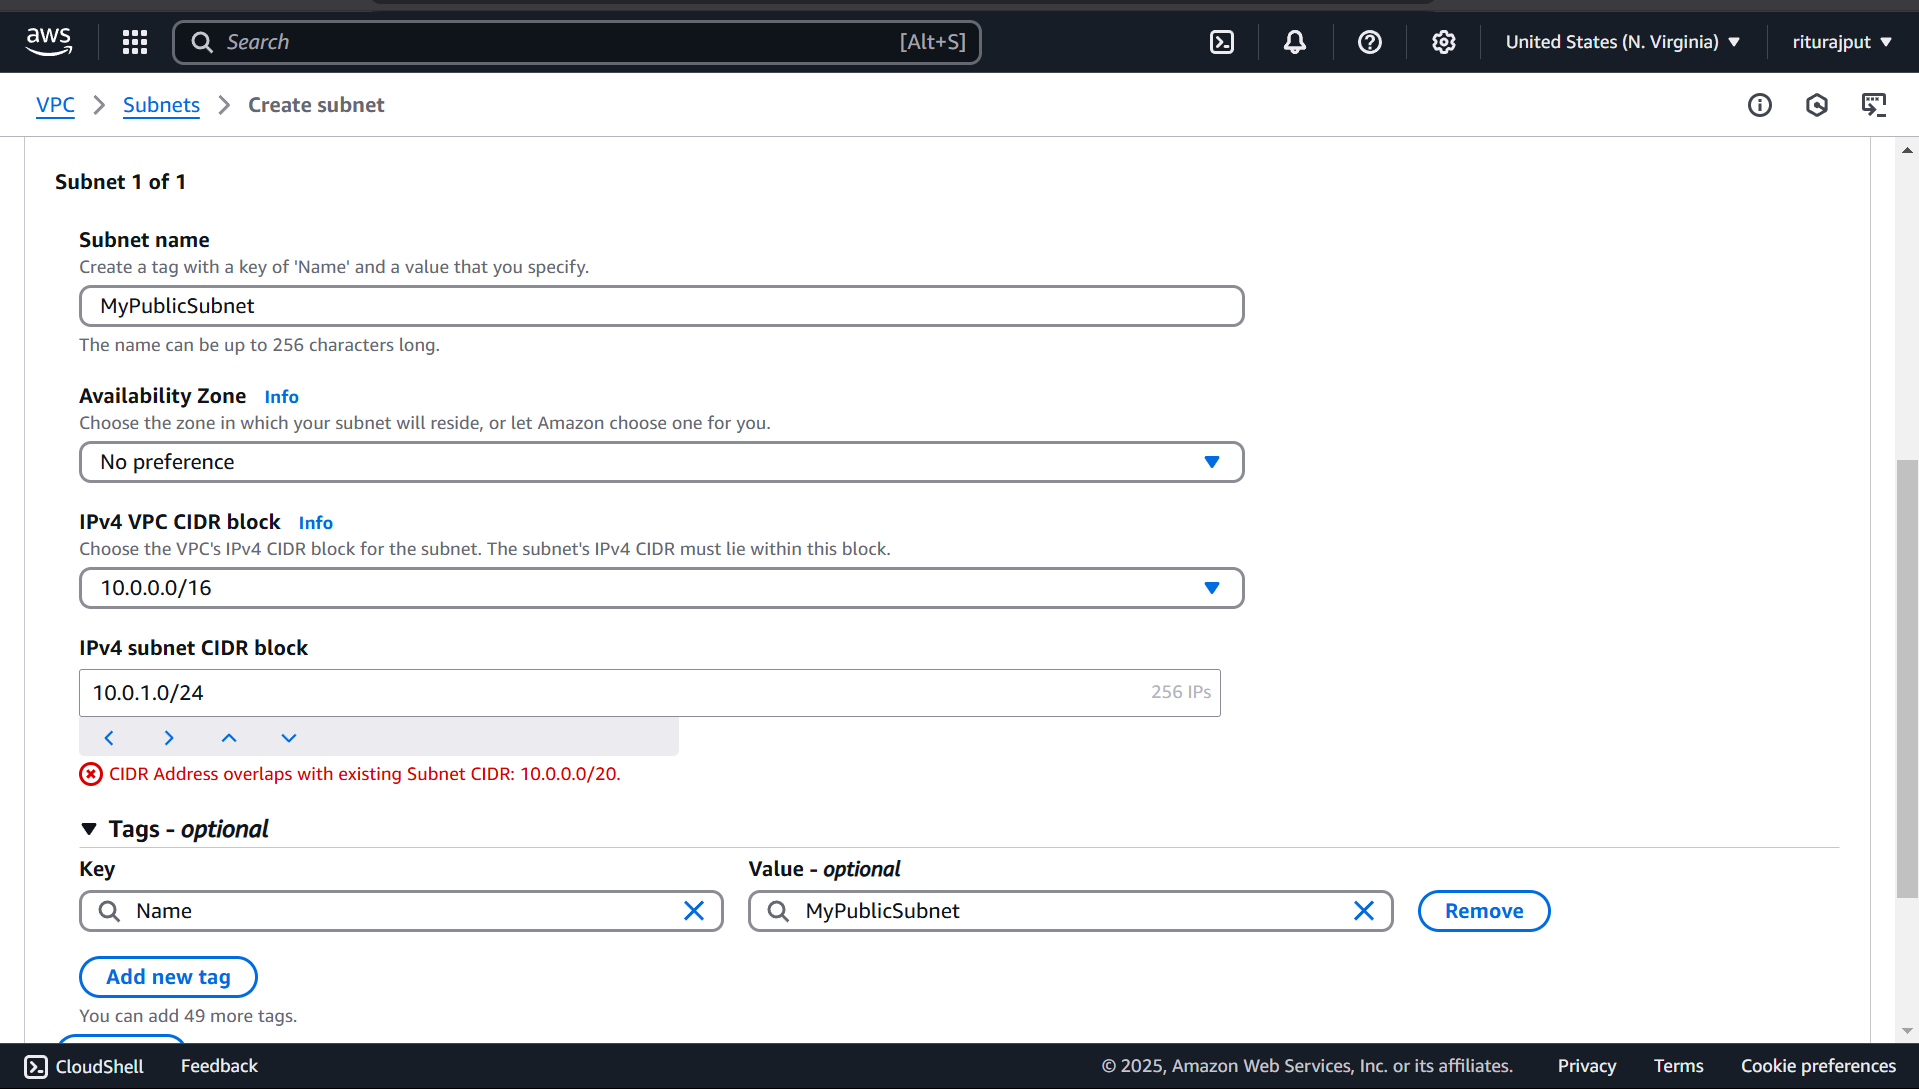 aws
Search [Alt+S]
United States (N. Virginia)
riturajput
VPC > Subnets > Create subnet
Subnet 1 of 1
Subnet name
Create a tag with a key of 'Name' and a value that you specify.
MyPublicSubnet
The name can be up to 256 characters long.
Availability Zone Info
Choose the zone in which your subnet will reside, or let Amazon choose one for you.
No preference
IPv4 VPC CIDR block Info
Choose the VPC's IPv4 CIDR block for the subnet. The subnet's IPv4 CIDR must lie within this block.
10.0.0.0/16
IPv4 subnet CIDR block
10.0.1.0/24 256 IPs
CIDR Address overlaps with existing Subnet CIDR: 10.0.0.0/20.
Tags - optional
Key Value - optional
Name MyPublicSubnet Remove
Add new tag
You can add 49 more tags.
CloudShell Feedback © 2025, Amazon Web Services, Inc. or its affiliates. Privacy Terms Cookie preferences